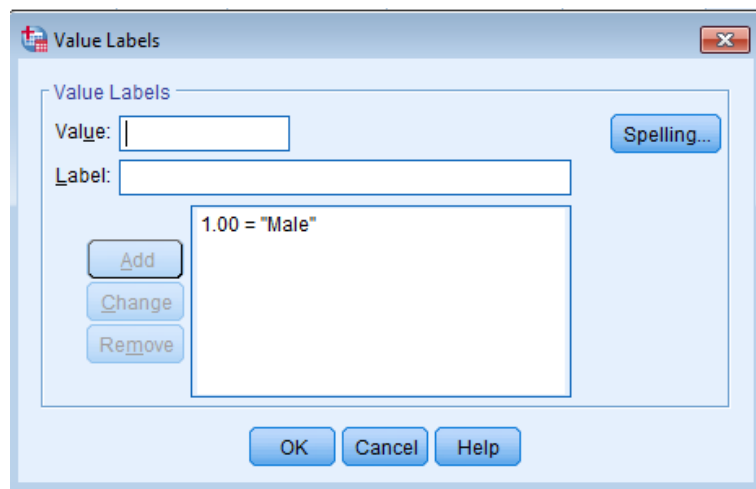 Value Labels
Value Labels
Value:
Spelling...
Label:
1.00 = "Male"
Add
Change
Remove
OK Cancel Help